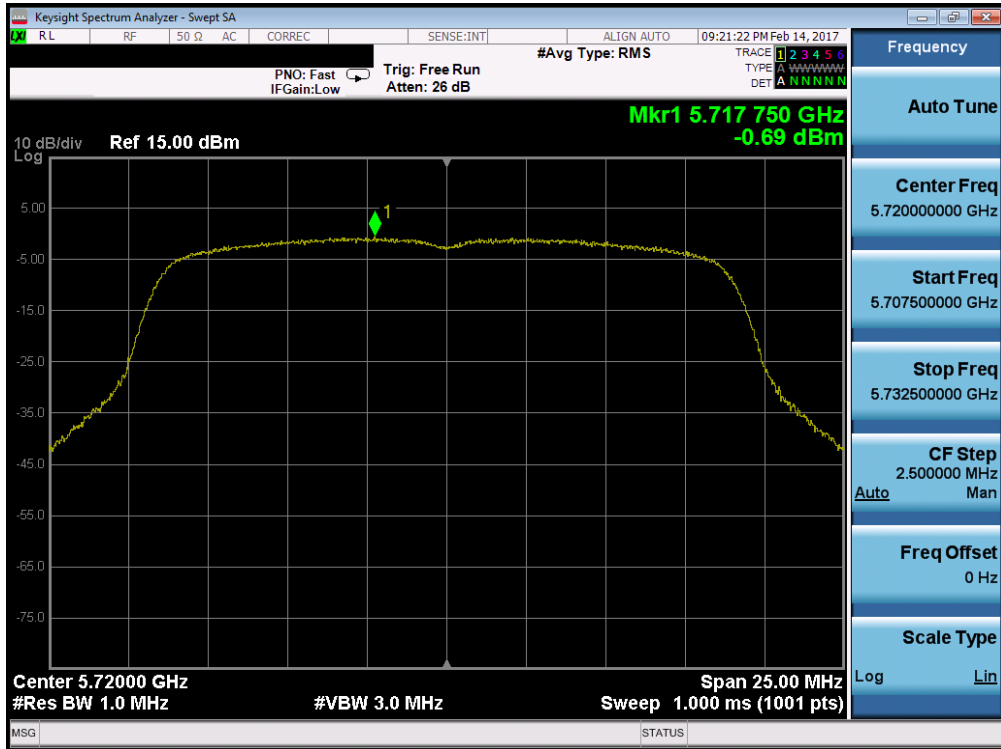 Keysight Spectrum Analyzer - Swept SA
LXI RL RF 50 Ω AC CORREC SENSE:INT ALIGN AUTO 09:21:22 PM Feb 14, 2017
#Avg Type: RMS
TRACE 1 2 3 4 5 6
TYPE A WWWWW
DET A N N N N N
PNO: Fast
IFGain:Low
Trig: Free Run
Atten: 26 dB
Mkr1 5.717 750 GHz
-0.69 dBm
10 dB/div Ref 15.00 dBm
Log
1
5.00
-5.00
-15.0
-25.0
-35.0
-45.0
-55.0
-65.0
-75.0
Center 5.72000 GHz Span 25.00 MHz
#Res BW 1.0 MHz #VBW 3.0 MHz Sweep 1.000 ms (1001 pts)
MSG STATUS
Frequency
Auto Tune
Center Freq
5.720000000 GHz
Start Freq
5.707500000 GHz
Stop Freq
5.732500000 GHz
CF Step
2.500000 MHz
Auto Man
Freq Offset
0 Hz
Scale Type
Log Lin